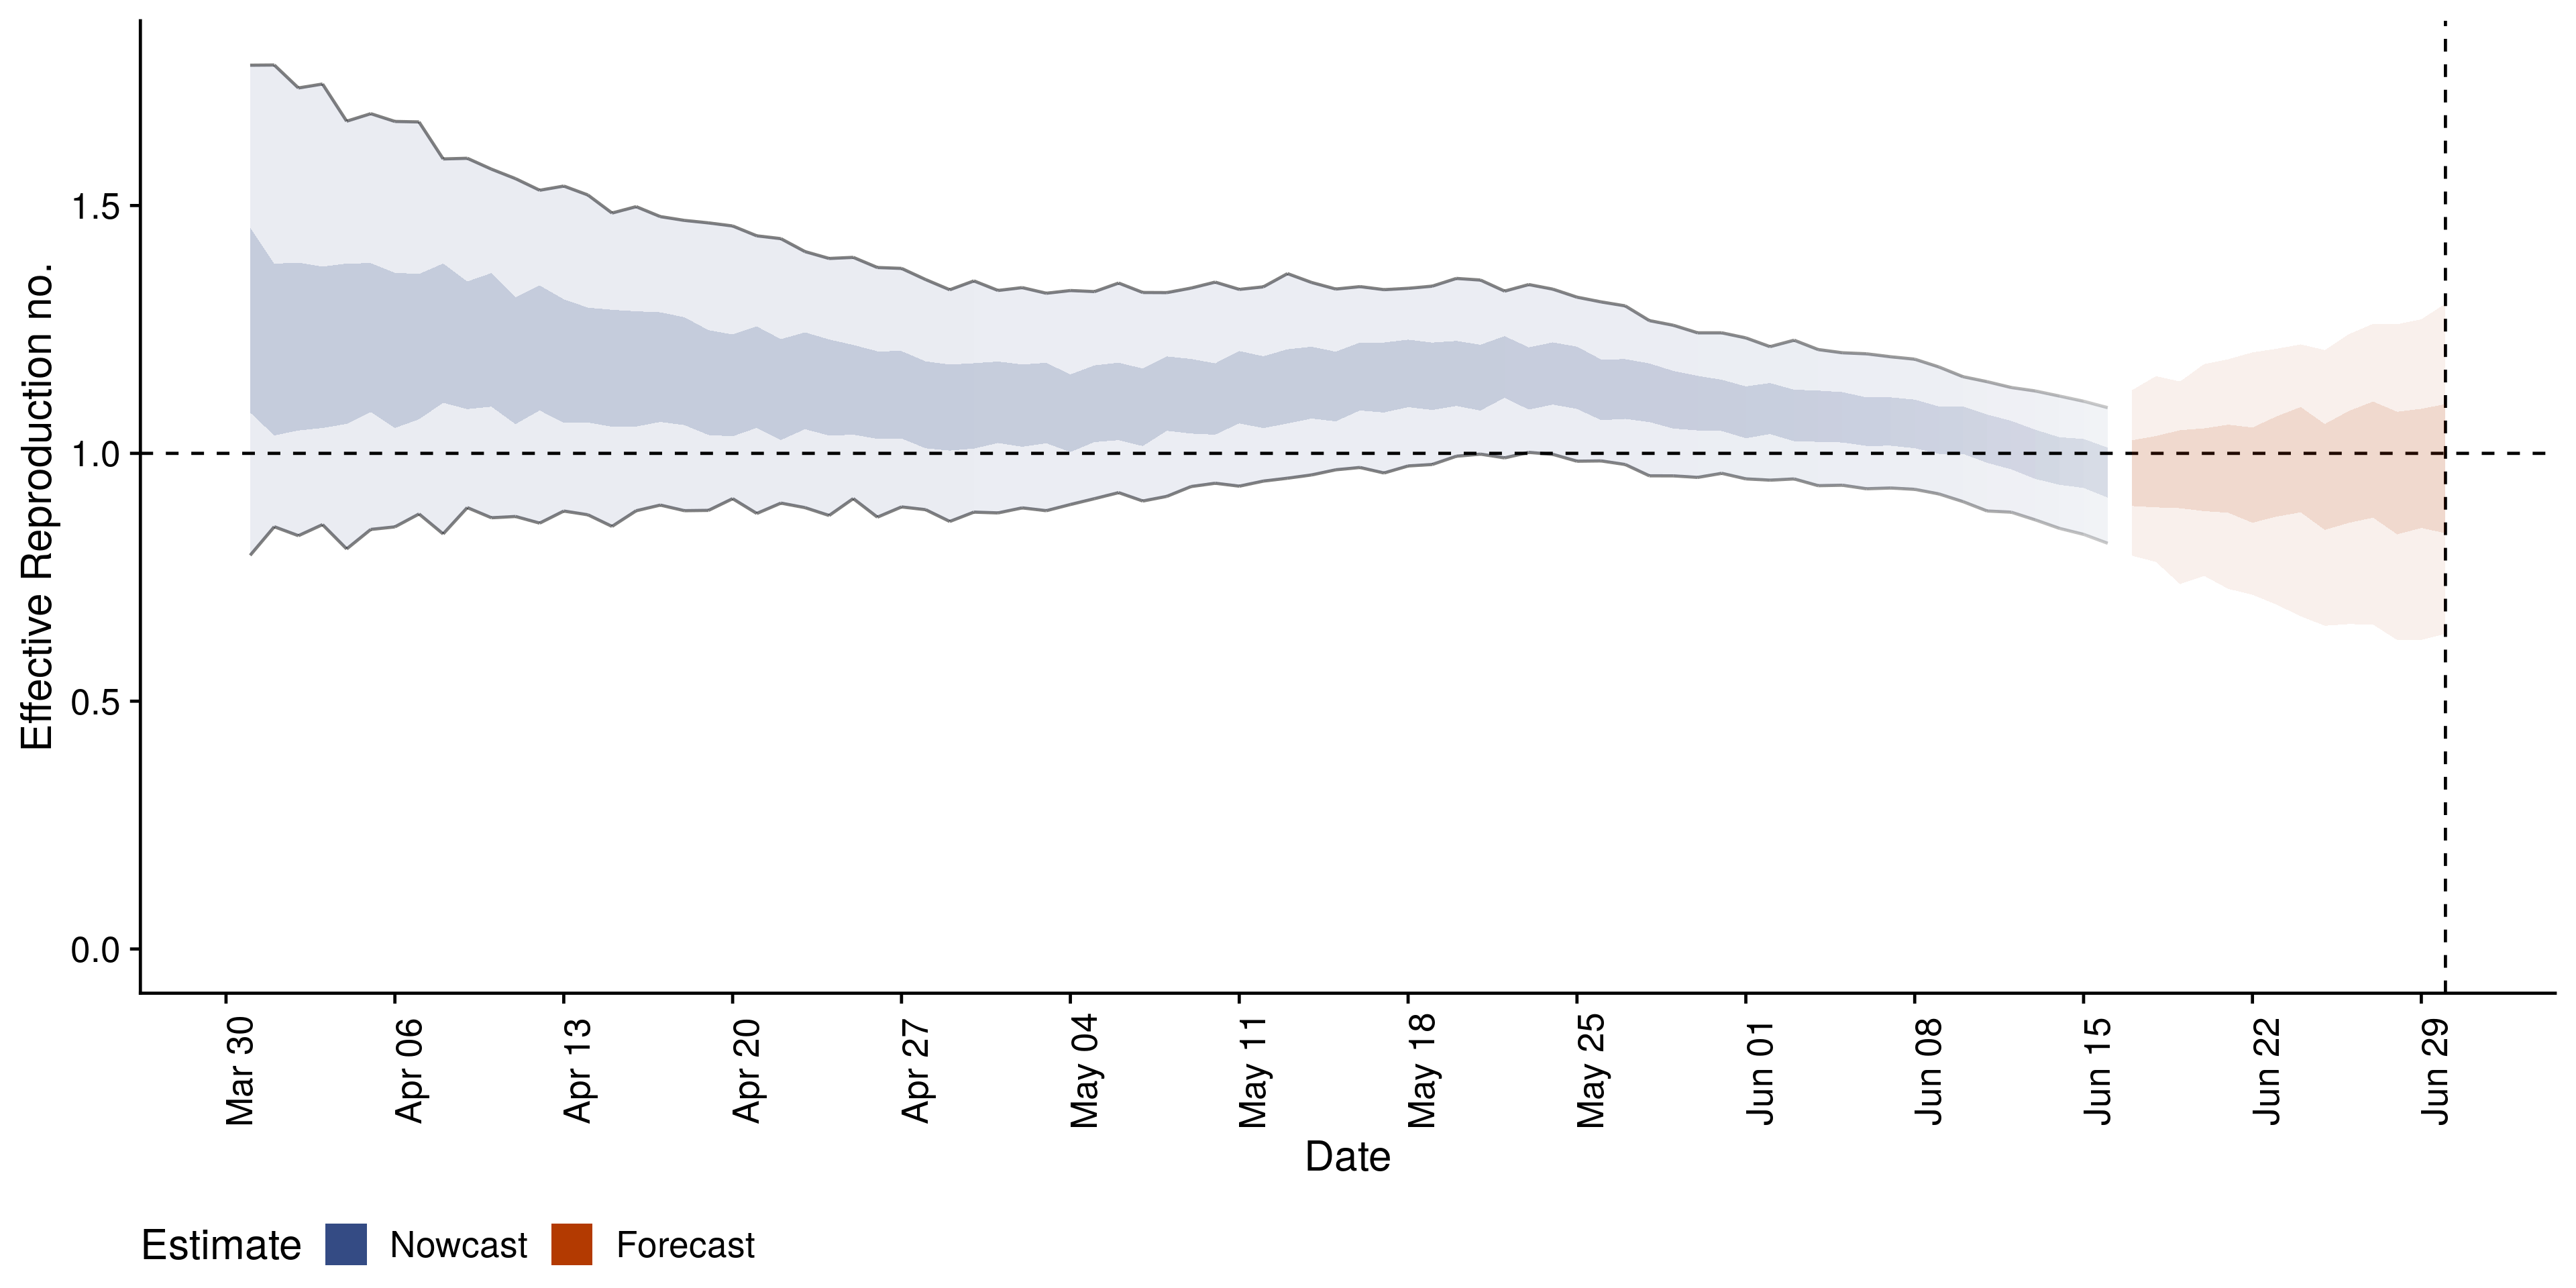 Effective Reproduction no.
1.5
1.0
0.5
0.0
Mar 30
Apr 06
Apr 13
Apr 20
Apr 27
May 04
May 11
May 18
May 25
Jun 01
Jun 08
Jun 15
Jun 22
Jun 29
Date
Estimate Nowcast Forecast